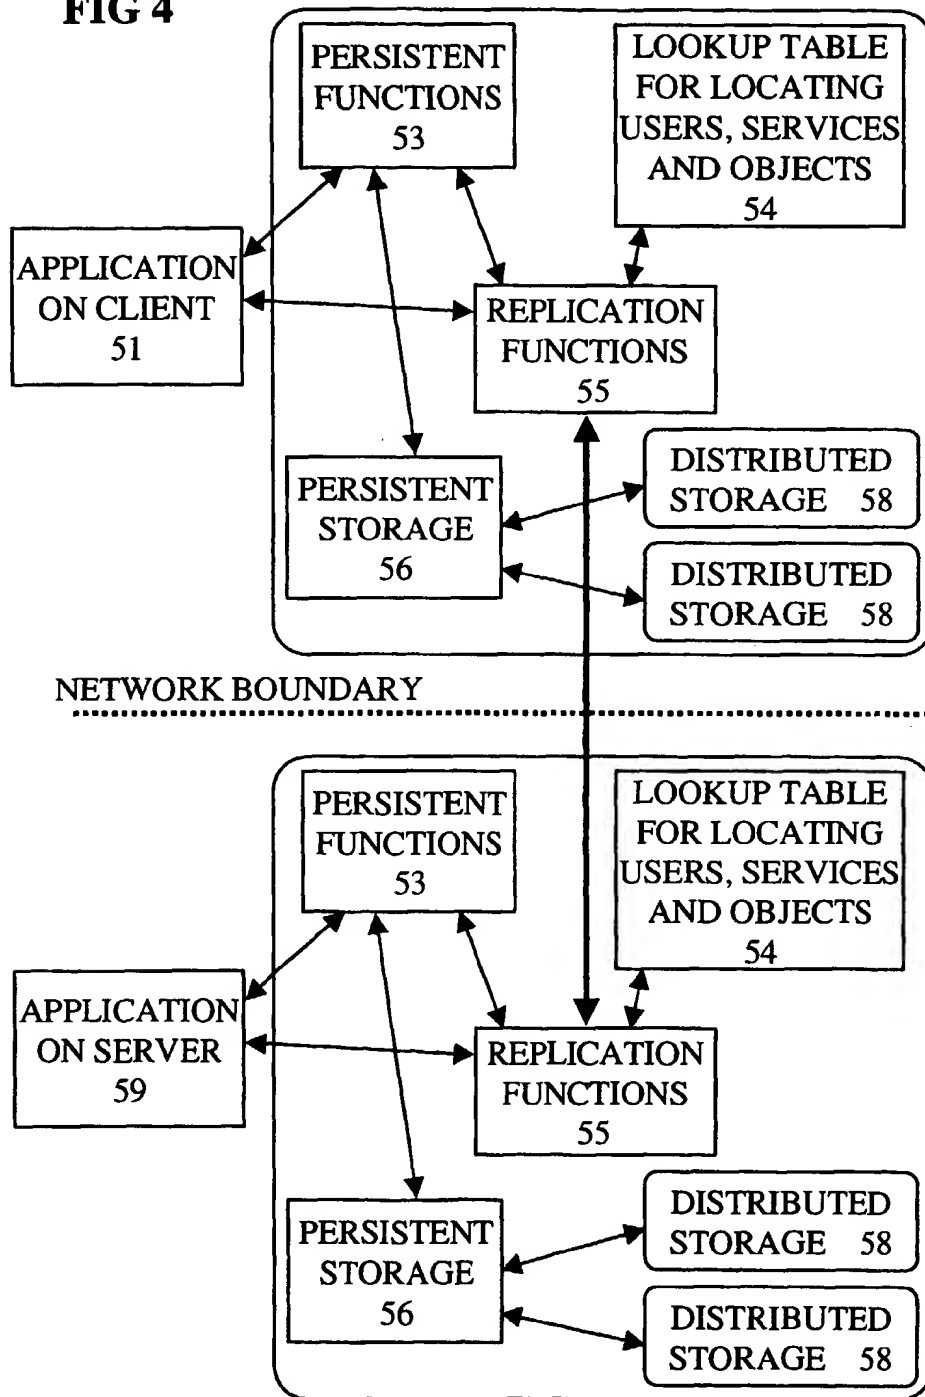 FIG 4
PERSISTENT
FUNCTIONS
53
LOOKUP TABLE
FOR LOCATING
USERS, SERVICES
AND OBJECTS
54
APPLICATION
ON CLIENT
51
REPLICATION
FUNCTIONS
55
PERSISTENT
STORAGE
56
DISTRIBUTED
STORAGE 58
DISTRIBUTED
STORAGE 58
NETWORK BOUNDARY
PERSISTENT
FUNCTIONS
53
LOOKUP TABLE
FOR LOCATING
USERS, SERVICES
AND OBJECTS
54
APPLICATION
ON SERVER
59
REPLICATION
FUNCTIONS
55
PERSISTENT
STORAGE
56
DISTRIBUTED
STORAGE 58
DISTRIBUTED
STORAGE 58